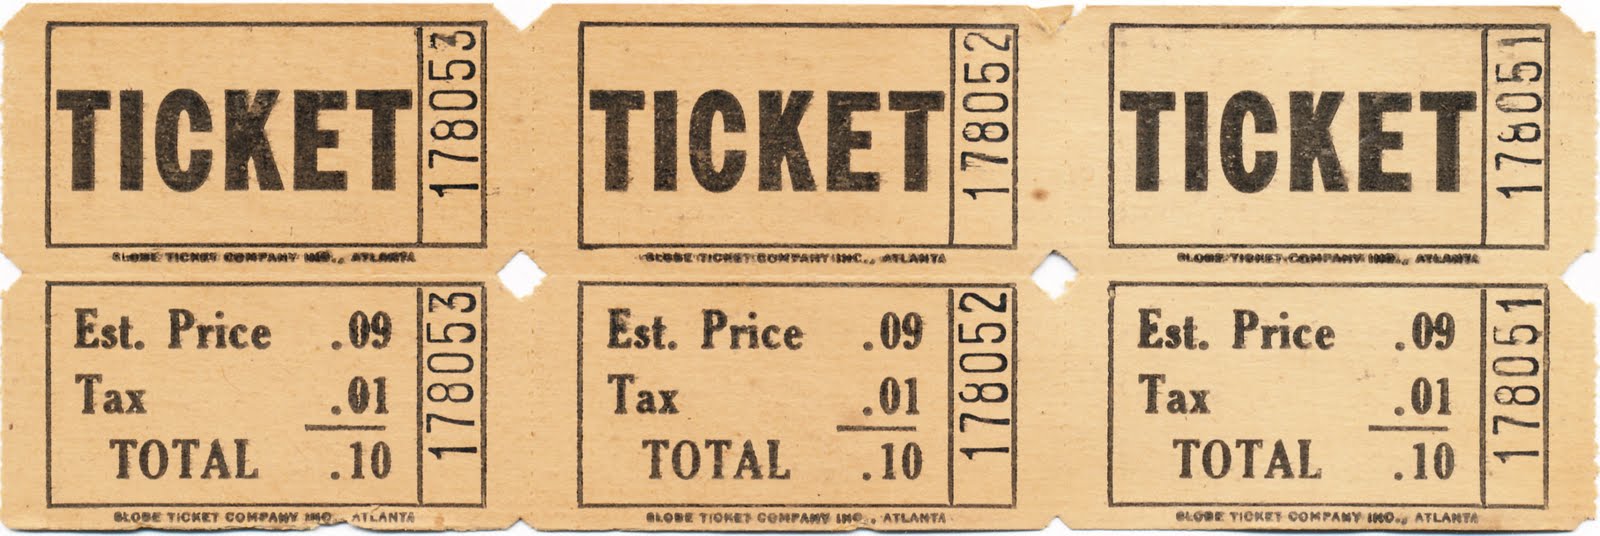 TICKET 178053
GLOBE TICKET COMPANY INC., ATLANTA
TICKET 178052
GLOBE TICKET COMPANY INC., ATLANTA
TICKET 178051
GLOBE TICKET COMPANY INC., ATLANTA
Est. Price .09
Tax .01
TOTAL .10
178053
GLOBE TICKET COMPANY INC., ATLANTA
Est. Price .09
Tax .01
TOTAL .10
178052
GLOBE TICKET COMPANY INC., ATLANTA
Est. Price .09
Tax .01
TOTAL .10
178051
GLOBE TICKET COMPANY INC., ATLANTA